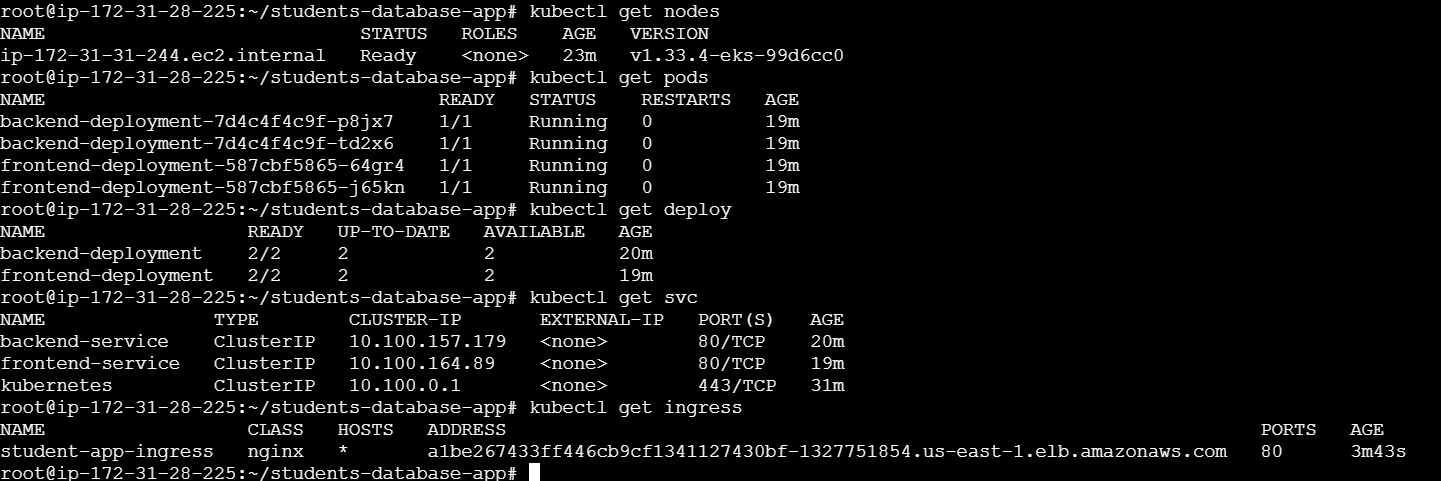 root@ip-172-31-28-225:~/students-database-app# kubectl get nodes
NAME STATUS ROLES AGE VERSION
ip-172-31-31-244.ec2.internal Ready <none> 23m v1.33.4-eks-99d6cc0
root@ip-172-31-28-225:~/students-database-app# kubectl get pods
NAME READY STATUS RESTARTS AGE
backend-deployment-7d4c4f4c9f-p8jx7 1/1 Running 0 19m
backend-deployment-7d4c4f4c9f-td2x6 1/1 Running 0 19m
frontend-deployment-587cbf5865-64gr4 1/1 Running 0 19m
frontend-deployment-587cbf5865-j65kn 1/1 Running 0 19m
root@ip-172-31-28-225:~/students-database-app# kubectl get deploy
NAME READY UP-TO-DATE AVAILABLE AGE
backend-deployment 2/2 2 2 20m
frontend-deployment 2/2 2 2 19m
root@ip-172-31-28-225:~/students-database-app# kubectl get svc
NAME TYPE CLUSTER-IP EXTERNAL-IP PORT(S) AGE
backend-service ClusterIP 10.100.157.179 <none> 80/TCP 20m
frontend-service ClusterIP 10.100.164.89 <none> 80/TCP 19m
kubernetes ClusterIP 10.100.0.1 <none> 443/TCP 31m
root@ip-172-31-28-225:~/students-database-app# kubectl get ingress
NAME CLASS HOSTS ADDRESS PORTS AGE
student-app-ingress nginx * a1be267433ff446cb9cf1341127430bf-1327751854.us-east-1.elb.amazonaws.com 80 3m43s
root@ip-172-31-28-225:~/students-database-app#